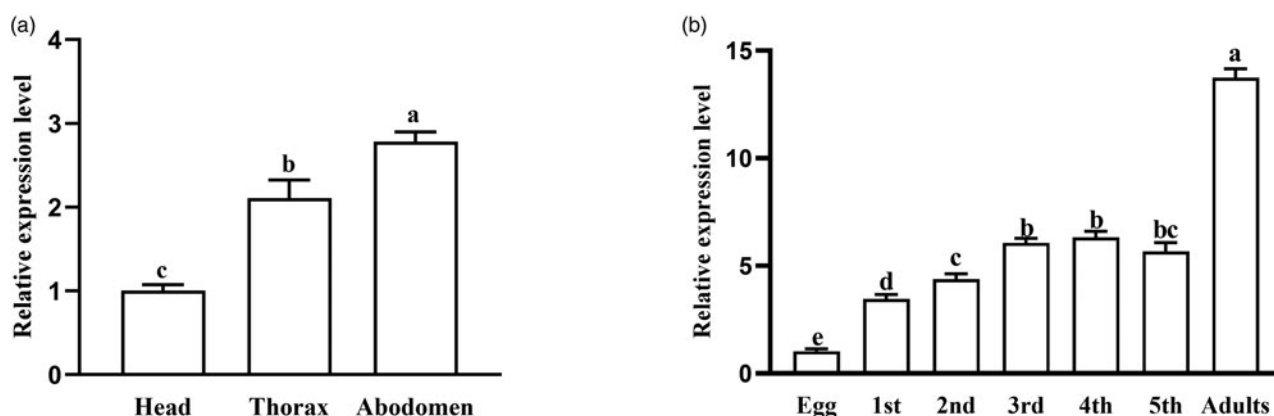 (a)
Relative expression level
4
3
2
1
0
c
b
a
Head Thorax Abodomen
(b)
Relative expression level
15
10
5
0
e
d
c
b
b
bc
a
Egg 1st 2nd 3rd 4th 5th Adults